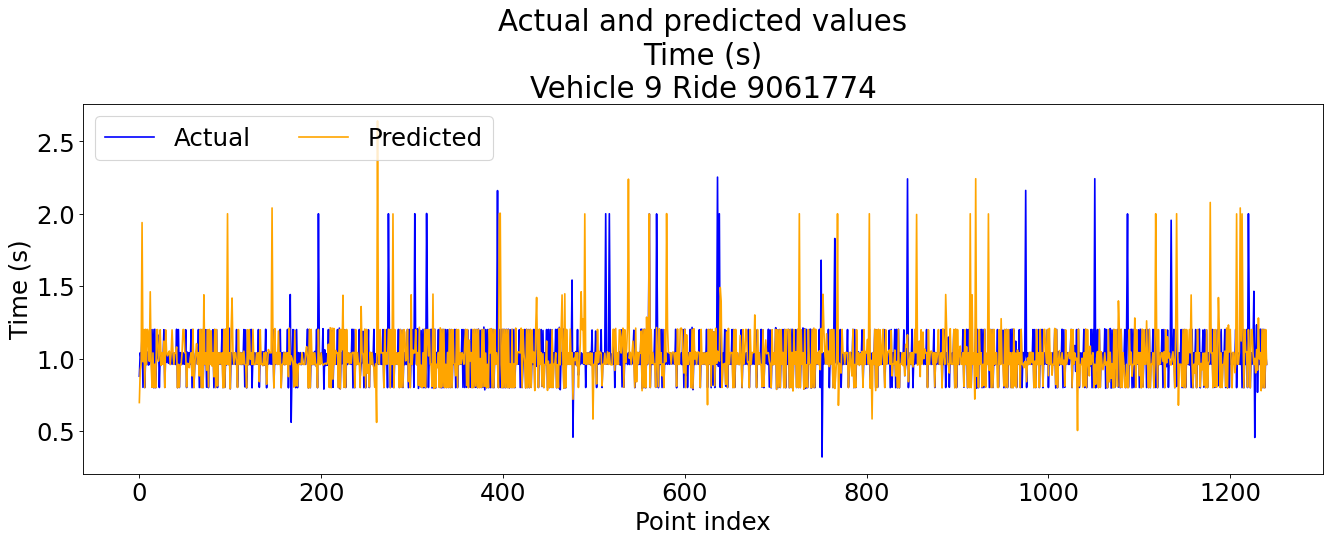 Actual and predicted values
Time (s)
Vehicle 9 Ride 9061774
Actual Predicted
Time (s)
2.5
2.0
1.5
1.0
0.5
0 200 400 600 800 1000 1200
Point index